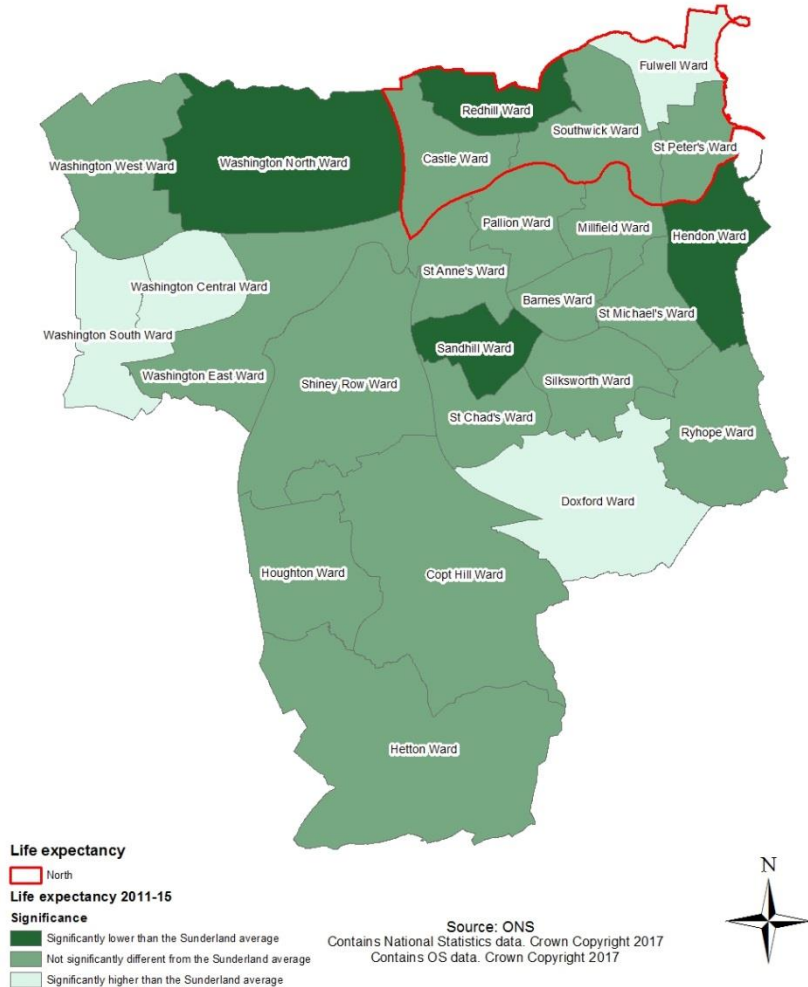 Fulwell Ward
Redhill Ward
Southwick Ward
St Peter's Ward
Castle Ward
Washington West Ward
Washington North Ward
Pallion Ward
Millfield Ward
Hendon Ward
St Anne's Ward
Washington Central Ward
Barnes Ward
St Michael's Ward
Washington South Ward
Sandhill Ward
Washington East Ward
Shiney Row Ward
Silksworth Ward
St Chad's Ward
Ryhope Ward
Doxford Ward
Houghton Ward
Copt Hill Ward
Hetton Ward
Life expectancy
North
Life expectancy 2011-15
Significance
Significantly lower than the Sunderland average
Not significantly different from the Sunderland average
Significantly higher than the Sunderland average
Source: ONS
Contains National Statistics data. Crown Copyright 2017
Contains OS data. Crown Copyright 2017
N